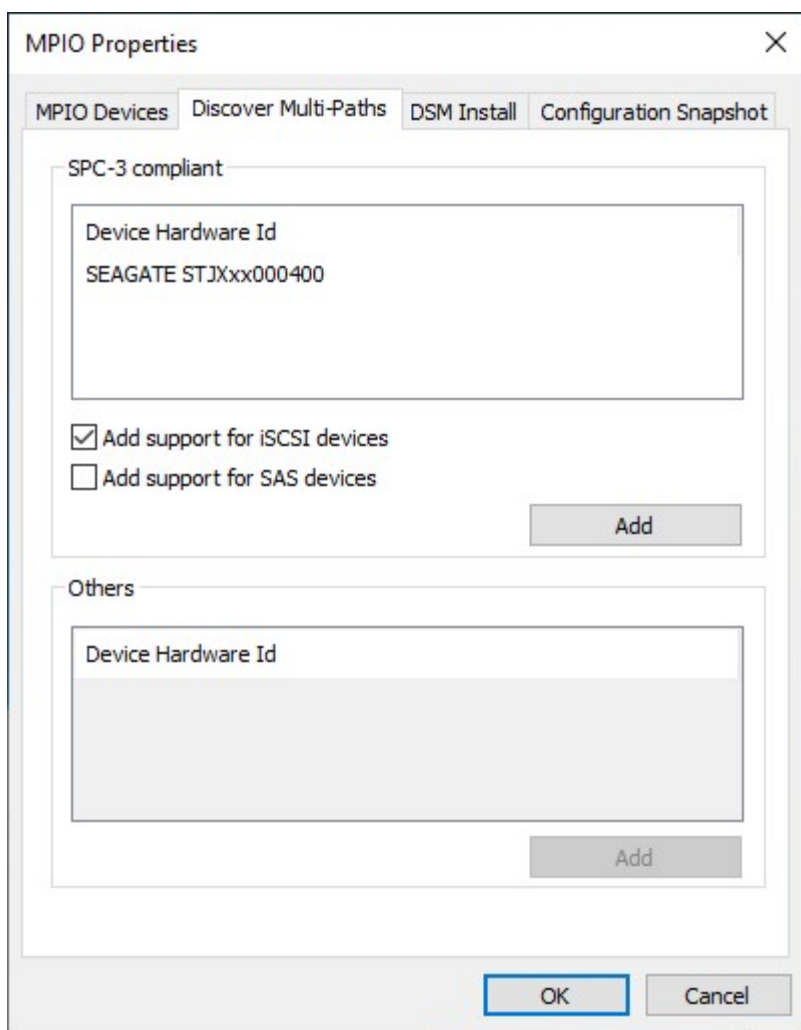 MPIO Properties
MPIO Devices Discover Multi-Paths DSM Install Configuration Snapshot
SPC-3 compliant
Device Hardware Id
SEAGATE STJXxx000400
Add support for iSCSI devices
Add support for SAS devices
Add
Others
Device Hardware Id
Add
OK Cancel